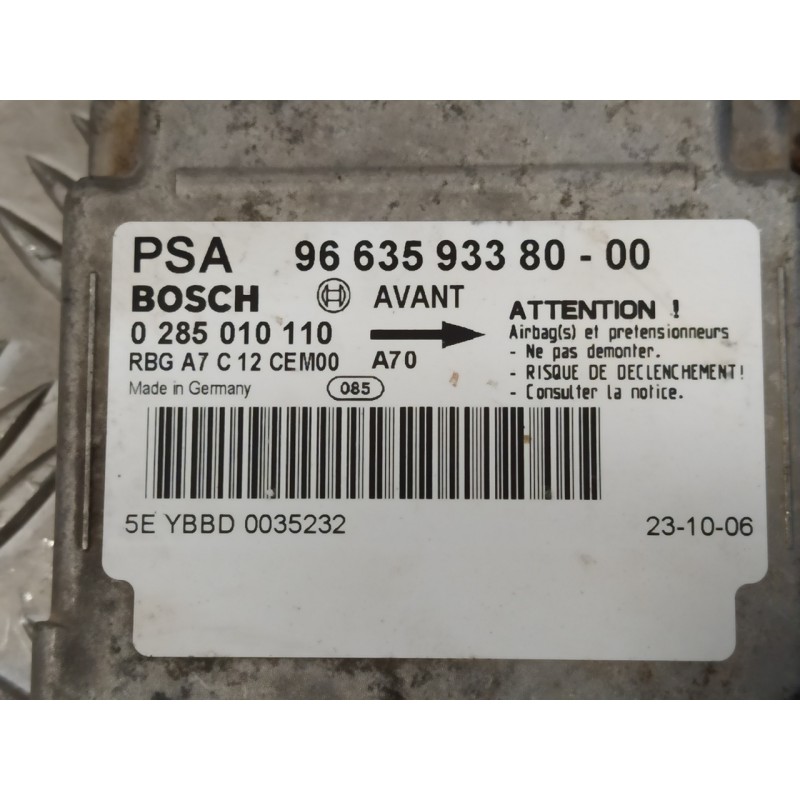 PSA 96 635 933 80 - 00
BOSCH AVANT
0 285 010 110
RBG A7 C 12 CEM00 A70
Made in Germany 085
ATTENTION !
Airbag(s) et pretensionneurs
- Ne pas demonter.
- RISQUE DE DECLENCHEMENT!
- Consulter la notice.
5E YBBD 0035232 23-10-06